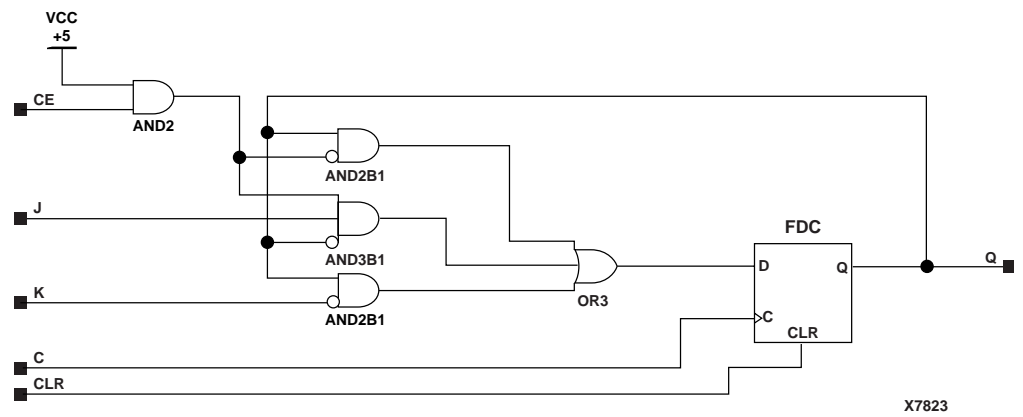 VCC
+5
CE
AND2
AND2B1
J
AND3B1
K
AND2B1
OR3
FDC
D
Q
C
CLR
Q
C
CLR
X7823